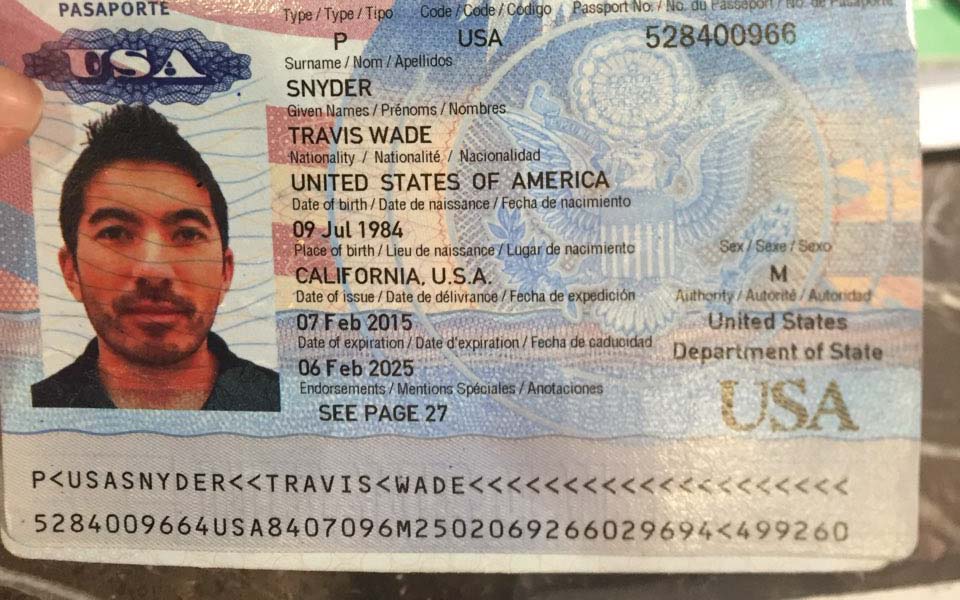 PASAPORTE
Type / Type / Tipo Code / Code / Codigo Passport No. / No. du Passeport / No. de Pasaporte
P USA 528400966
USA
Surname / Nom / Apellidos
SNYDER
Given Names / Prénoms / Nombres
TRAVIS WADE
Nationality / Nationalité / Nacionalidad
UNITED STATES OF AMERICA
Date of birth / Date de naissance / Fecha de nacimiento
09 Jul 1984
Place of birth / Lieu de naissance / Lugar de nacimiento Sex / Sexe / Sexo
CALIFORNIA, U.S.A. M
Date of issue / Date de délivrance / Fecha de expedición Authority / Autorité / Autoridad
07 Feb 2015 United States
Date of expiration / Date d'expiration / Fecha de caducidad Department of State
06 Feb 2025
Endorsements / Mentions Spéciales / Anotaciones
SEE PAGE 27
USA
P<USASNYDER<<TRAVIS<WADE<<<<<<<<<<<<<<<<<<<<
5284009664USA8407096M2502069266029694<499260